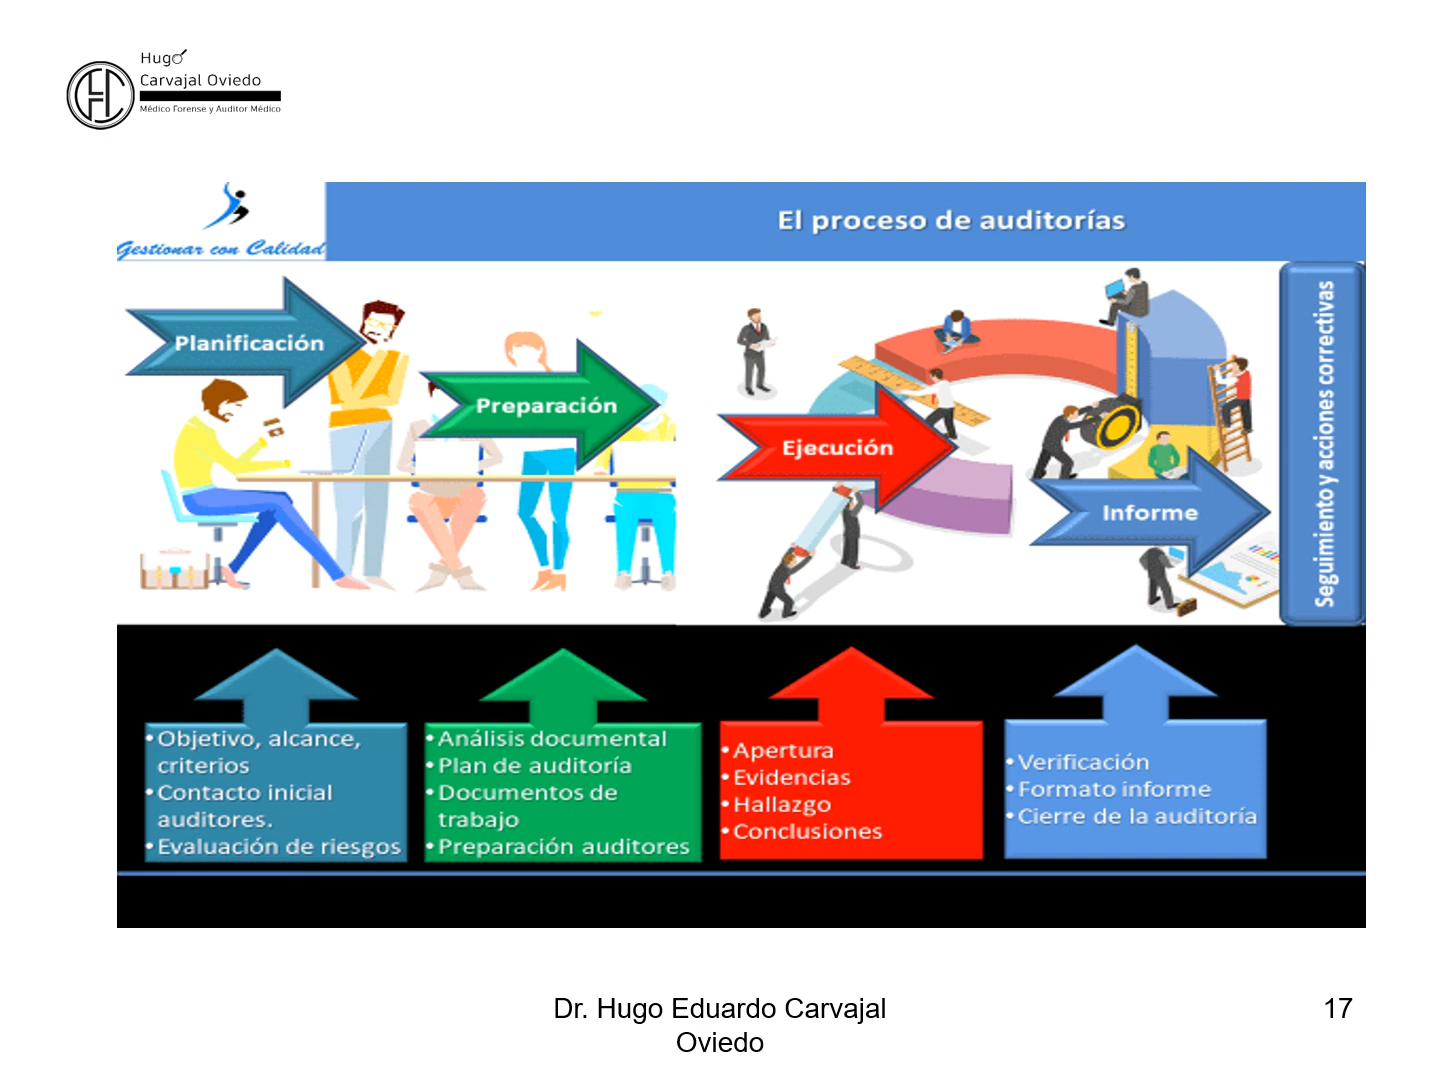 Hugo
Carvajal Oviedo
Médico Forense y Auditor Médico
Gestionar con Calidad
El proceso de auditorías
Planificación
Preparación
Ejecución
Informe
Seguimiento y acciones correctivas
•Objetivo, alcance,
criterios
•Contacto inicial
auditores.
•Evaluación de riesgos
•Análisis documental
•Plan de auditoría
•Documentos de
trabajo
•Preparación auditores
•Apertura
•Evidencias
•Hallazgo
•Conclusiones
•Verificación
•Formato informe
•Cierre de la auditoría
Dr. Hugo Eduardo Carvajal
Oviedo
17